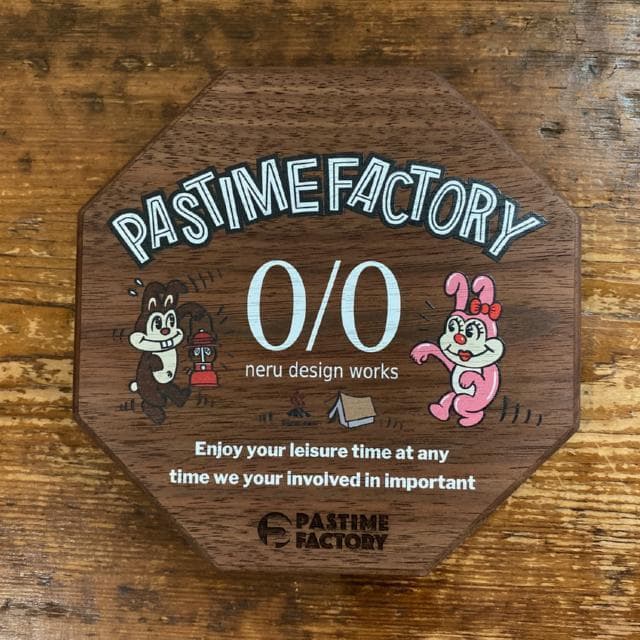 PASTIME FACTORY
0/0
neru design works
Enjoy your leisure time at any
time we your involved in important
PASTIME
FACTORY